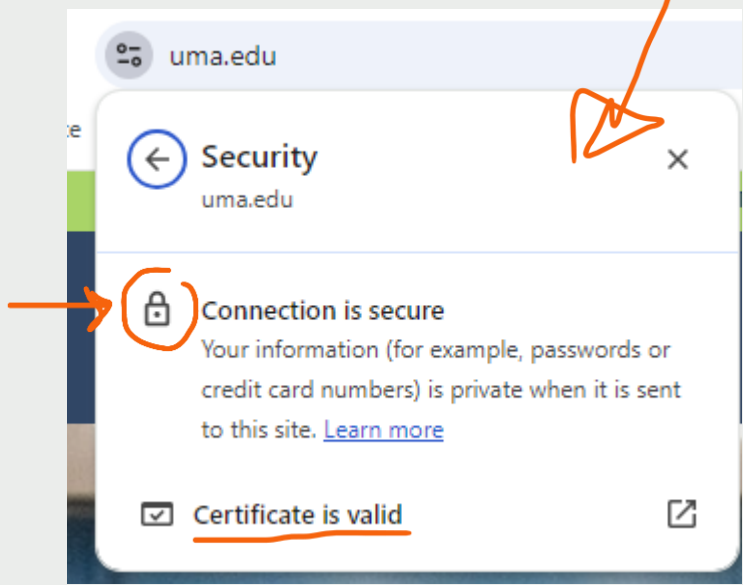 uma.edu
Security
uma.edu
Connection is secure
Your information (for example, passwords or
credit card numbers) is private when it is sent
to this site. Learn more
Certificate is valid